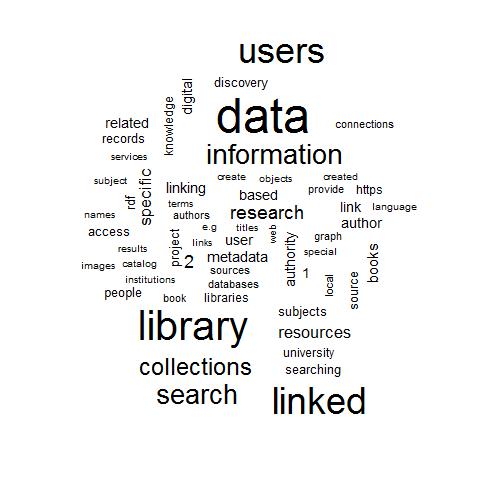 users
discovery
digital
knowledge
data
connections
related
records
information
services
subject
rdf
specific
linking
create
objects
created
provide
https
based
terms
names
authors
research
link
language
author
access
e.g
titles
web
user
links
project
graph
results
metadata
authority
special
books
images
catalog
2
sources
1
local
source
institutions
databases
people
book
libraries
library
subjects
resources
university
collections
searching
search
linked